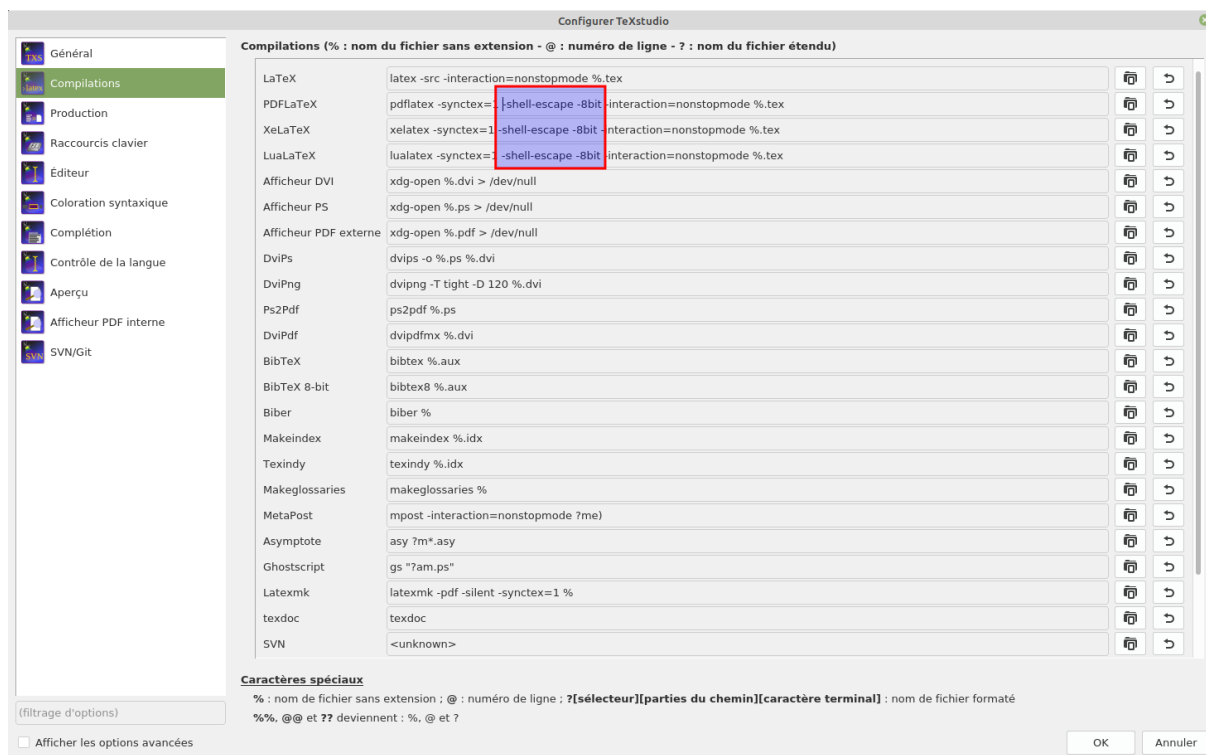 Configurer TeXstudio
Général
Compilations
Production
Raccourcis clavier
Éditeur
Coloration syntaxique
Complétion
Contrôle de la langue
Aperçu
Afficheur PDF interne
SVN/Git
(filtrage d'options)
Afficher les options avancées
Compilations (% : nom du fichier sans extension - @ : numéro de ligne - ? : nom du fichier étendu)
LaTeX latex -src -interaction=nonstopmode %.tex
PDFLaTeX pdflatex -synctex=1 -shell-escape -8bit -interaction=nonstopmode %.tex
XeLaTeX xelatex -synctex=1 -shell-escape -8bit -interaction=nonstopmode %.tex
LuaLaTeX lualatex -synctex=1 -shell-escape -8bit -interaction=nonstopmode %.tex
Afficheur DVI xdg-open %.dvi > /dev/null
Afficheur PS xdg-open %.ps > /dev/null
Afficheur PDF externe xdg-open %.pdf > /dev/null
DviPs dvips -o %.ps %.dvi
DviPng dvipng -T tight -D 120 %.dvi
Ps2Pdf ps2pdf %.ps
DviPdf dvipdfmx %.dvi
BibTeX bibtex %.aux
BibTeX 8-bit bibtex8 %.aux
Biber biber %
Makeindex makeindex %.idx
Texindy texindy %.idx
Makeglossaries makeglossaries %
MetaPost mpost -interaction=nonstopmode ?me)
Asymptote asy ?m*.asy
Ghostscript gs "?am.ps"
Latexmk latexmk -pdf -silent -synctex=1 %
texdoc texdoc
SVN <unknown>
Caractères spéciaux
% : nom de fichier sans extension ; @ : numéro de ligne ; ?[sélecteur][parties du chemin][caractère terminal] : nom de fichier formaté
%%, @@ et ?? deviennent : %, @ et ?
OK Annuler